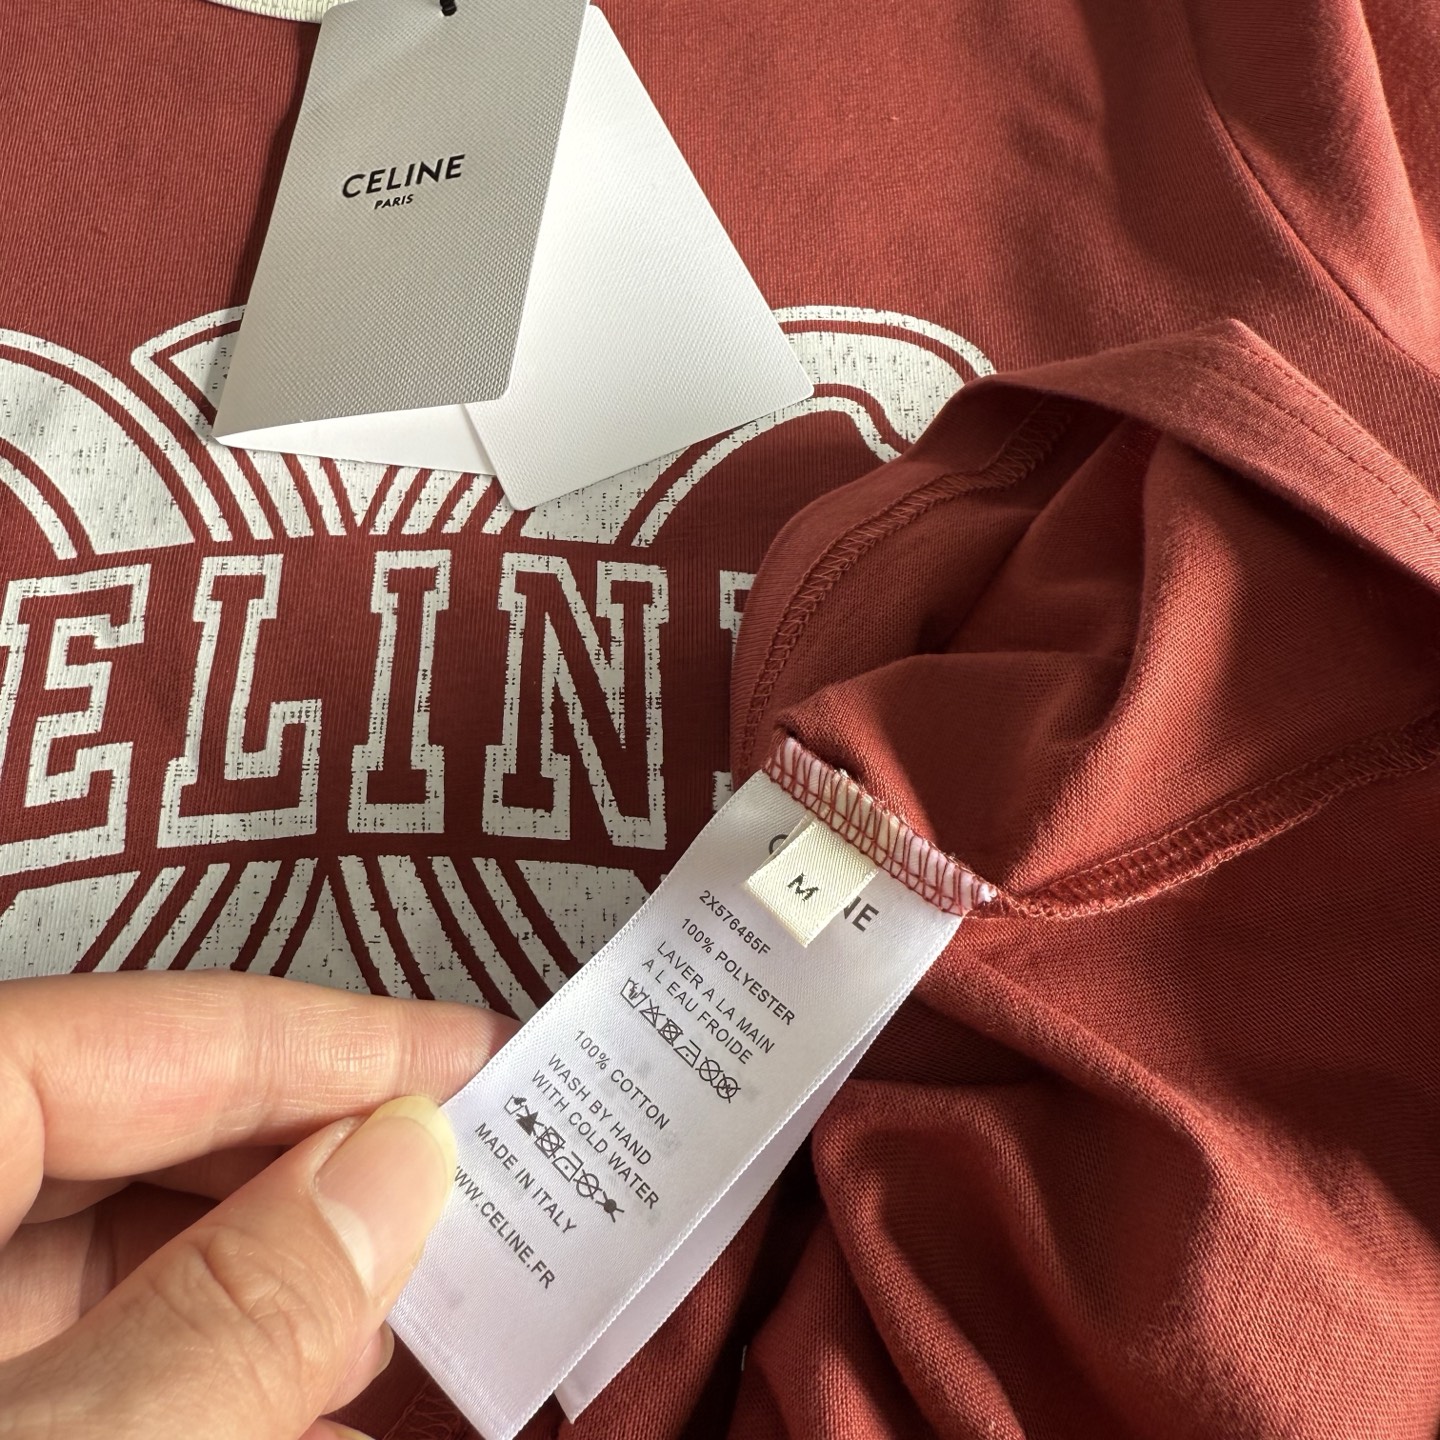 CELINE
PARIS
ELIN
M
NE
2X576485F
100% POLYESTER
LAVER A LA MAIN
A L EAU FROIDE
100% COTTON
WASH BY HAND
WITH COLD WATER
MADE IN ITALY
WWW.CELINE.FR